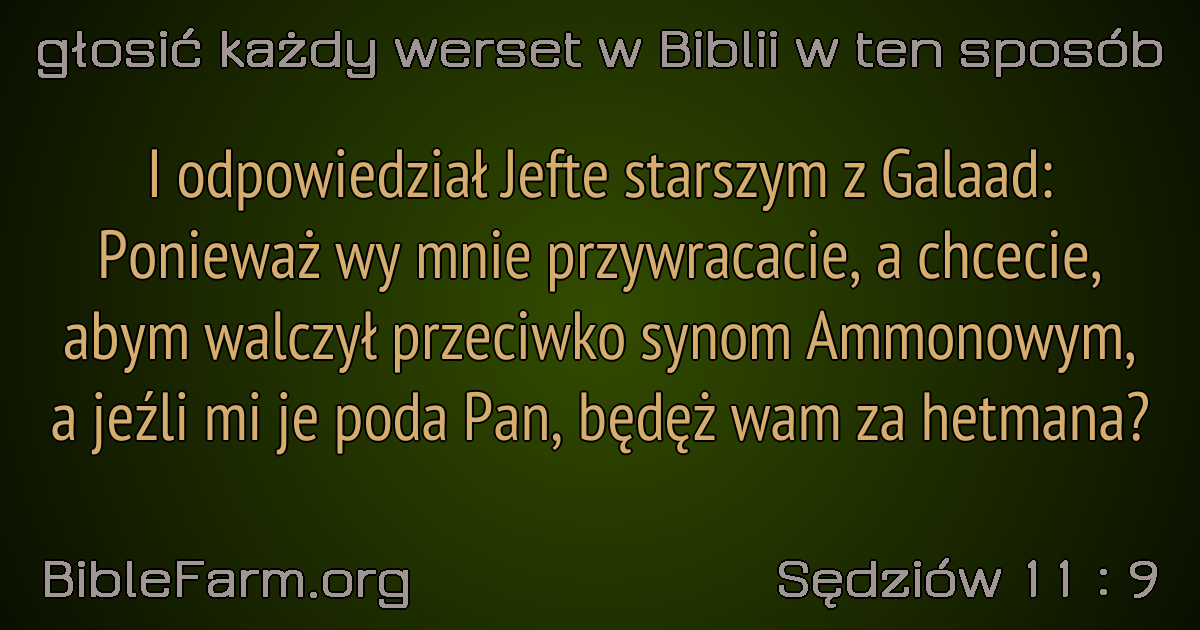 głosić każdy werset w Biblii w ten sposób
I odpowiedział Jefte starszym z Galaad:
Ponieważ wy mnie przywracacie, a chcecie,
abym walczył przeciwko synom Ammonowym,
a jeźli mi je poda Pan, będęż wam za hetmana?
BibleFarm.org
Sędziów 11 : 9